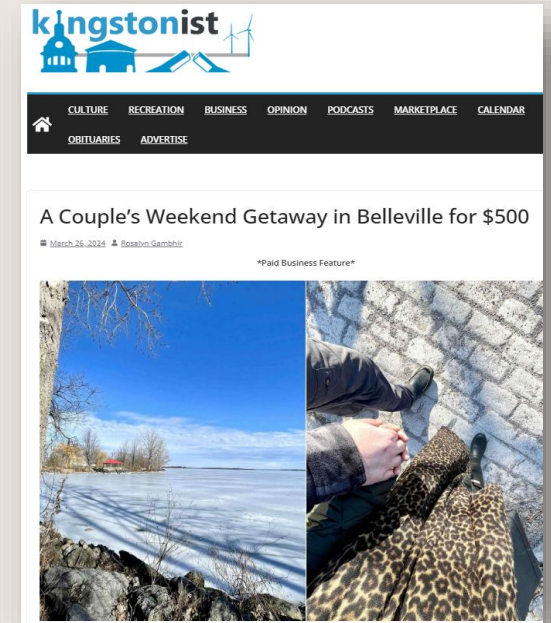 kingstonist
CULTURE RECREATION BUSINESS OPINION PODCASTS MARKETPLACE CALENDAR
OBITUARIES ADVERTISE
A Couple's Weekend Getaway in Belleville for $500
March 26, 2024 Rosalyn Gambhir
*Paid Business Feature*